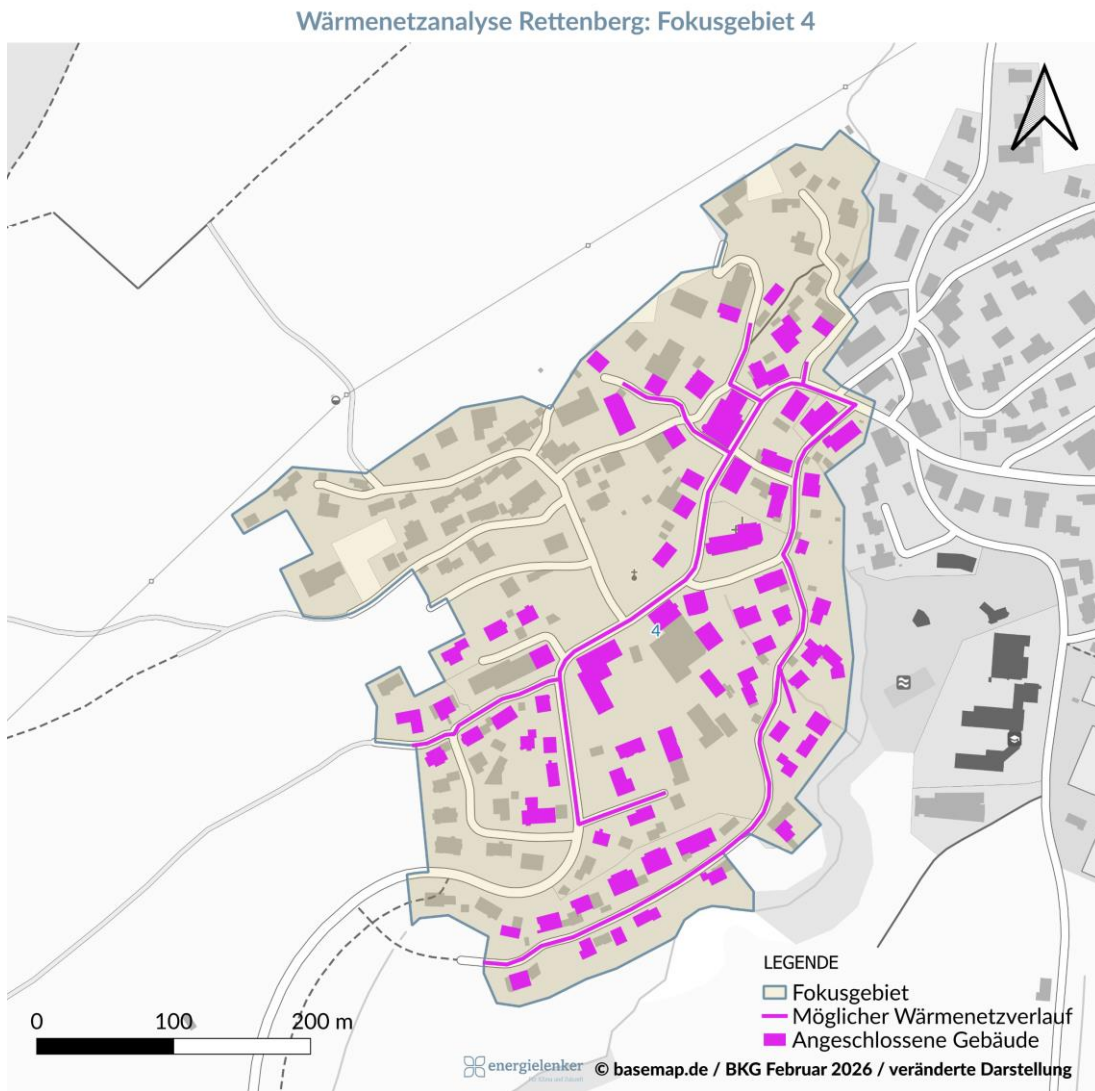 Wärmenetzanalyse Rettenberg: Fokusgebiet 4
4
LEGENDE
Fokusgebiet
Möglicher Wärmenetzverlauf
Angeschlossene Gebäude
0 100 200 m
energielenker © basemap.de / BKG Februar 2026 / veränderte Darstellung